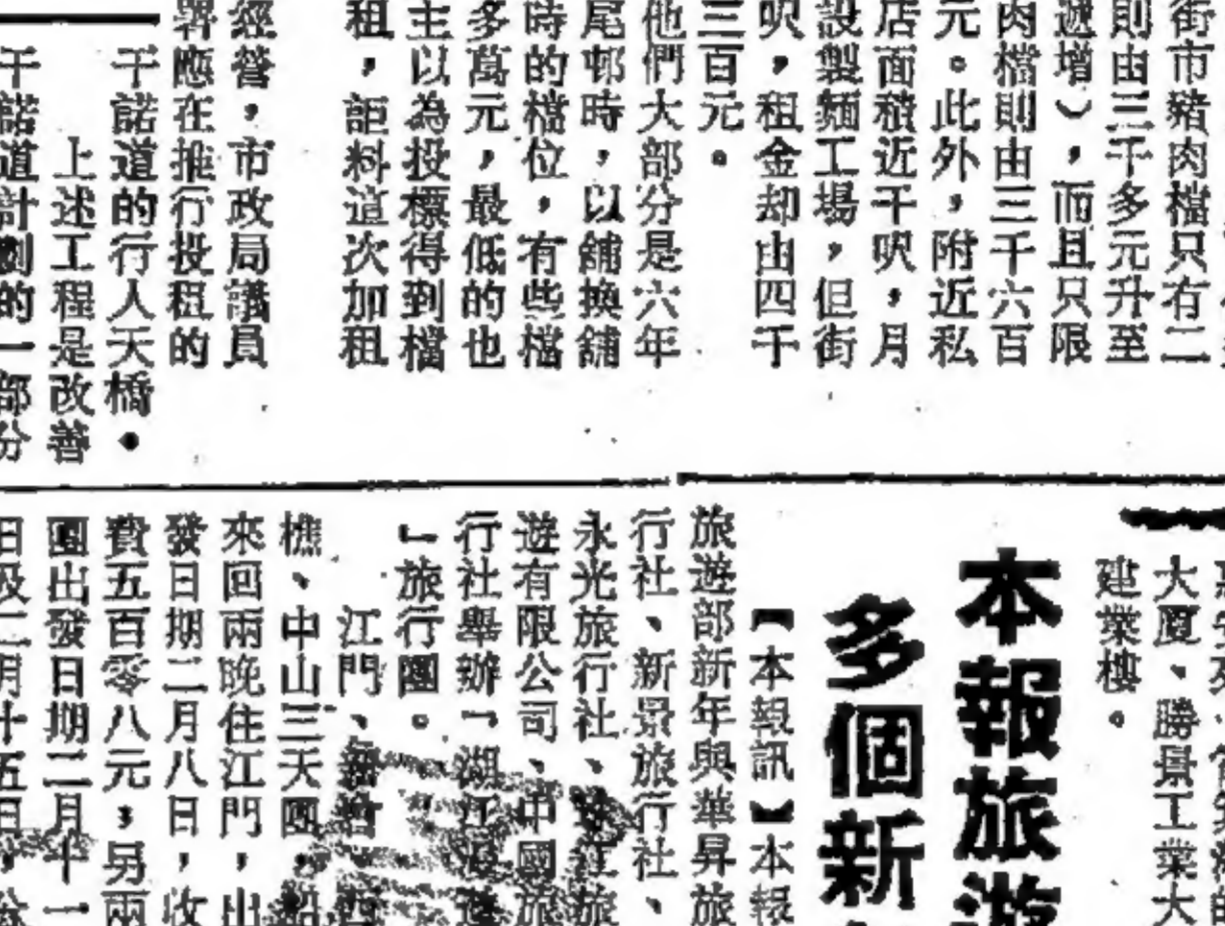 街市豬肉檔只有二
則由三千多元升至
遞增），而且只限
肉檔則由三千六百
元。此外，附近私
店面積近千呎，月
設製麵工場，但街
呎，租金却由四千
三百元。
他們大部分是六年
尾邨時，以舖換舖
時的檔位，有些檔
多萬元，最低的也
主以為投標得到檔
租，詎料這次加租
經營，市政局議員
署應在推行投租的
干諾道的行人天橋。
上述工程是改善
干諾道計劃的一部分
大厦、勝景工業大
建業樓。
本報旅遊
多個新
【本報訊】本報
旅遊部新年與華昇旅
行社、新景旅行社、
永光旅行社、江旅
遊有限公司、中國旅
行社舉辦「湖江
」旅行團。
江門、新會、西
樵、中山三天團，船
來回兩晚住江門，出
發日期二月八日，收
費五百零八元；另兩
團出發日期二月十一
日及二月十五日，